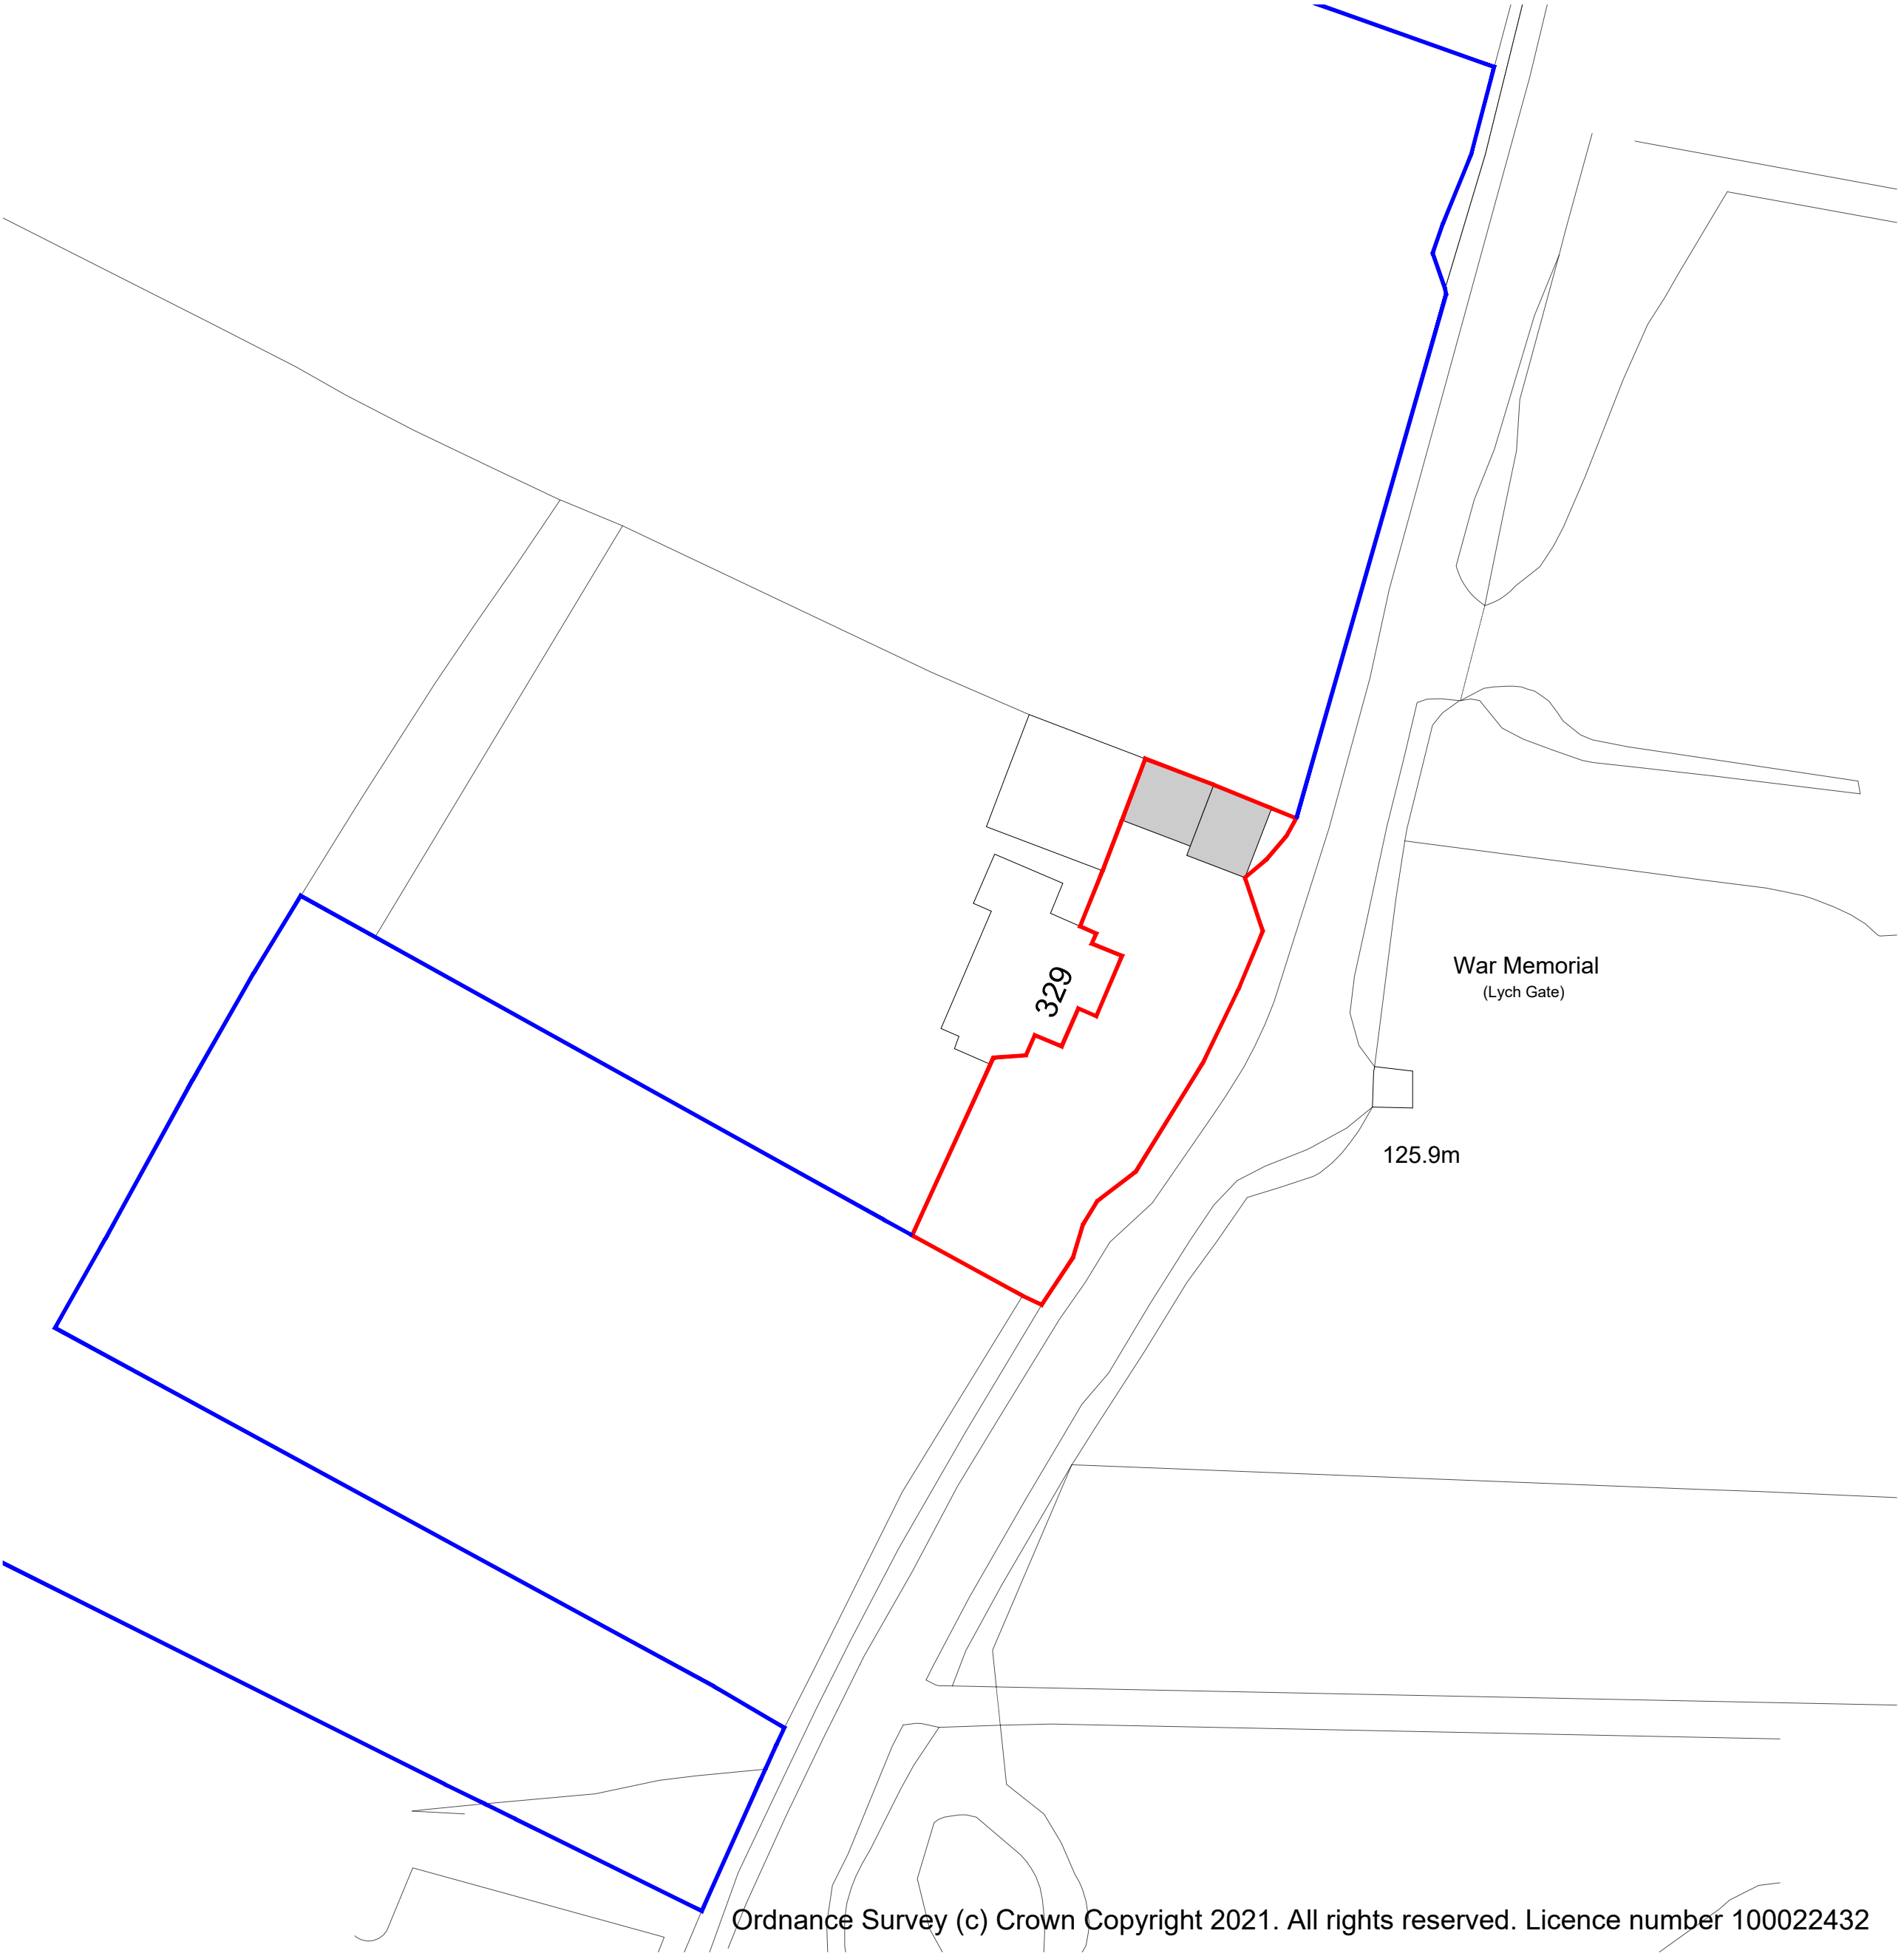 329
War Memorial
(Lych Gate)
125.9m
Ordnance Survey (c) Crown Copyright 2021. All rights reserved. Licence number 100022432